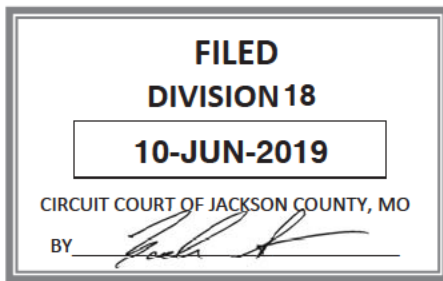 FILED
DIVISION 18
10-JUN-2019
CIRCUIT COURT OF JACKSON COUNTY, MO
BY